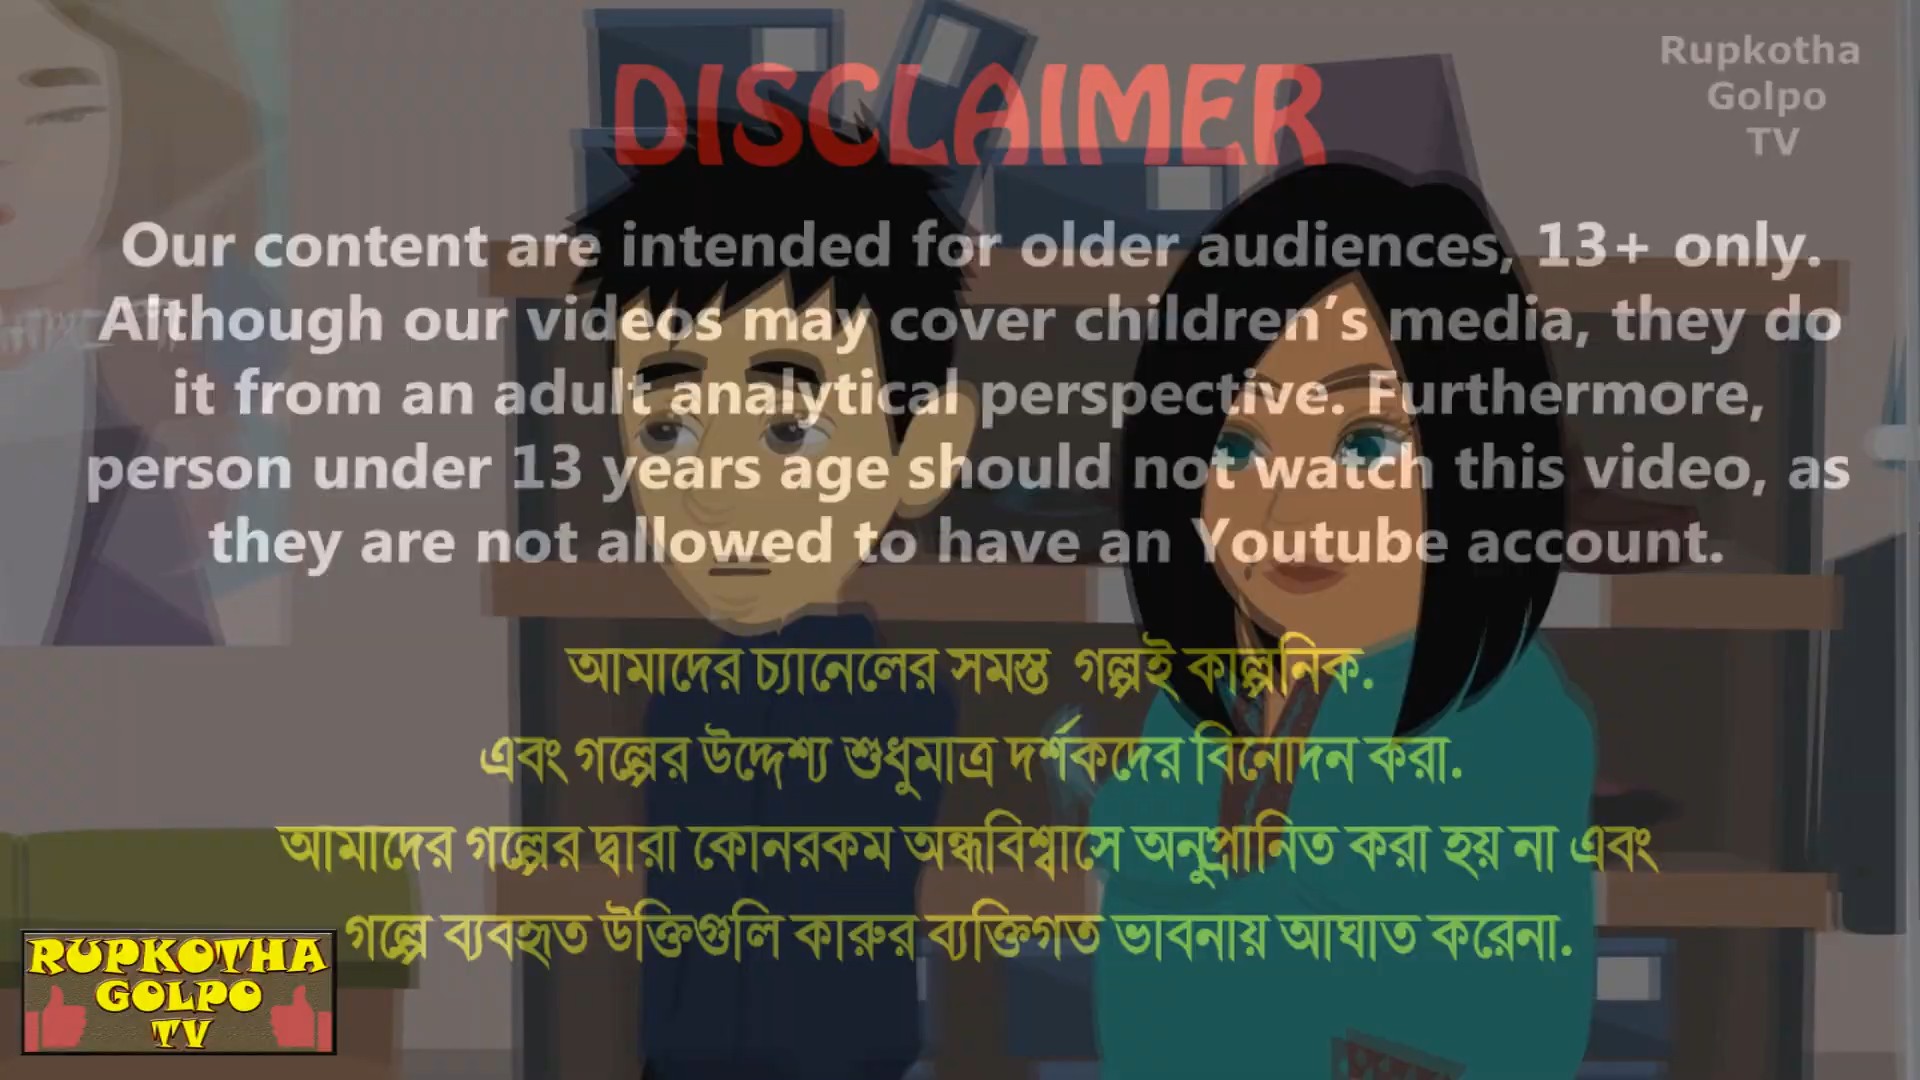 DISCLAIMER
Rupkotha
Golpo
TV
Our content are intended for older audiences, 13+ only.
Although our videos may cover children’s media, they do
it from an adult analytical perspective. Furthermore,
person under 13 years age should not watch this video, as
they are not allowed to have an Youtube account.
আমাদের চ্যানেলের সমস্ত গল্পই কাল্পনিক.
এবং গল্পের উদ্দেশ্য শুধুমাত্র দর্শকদের বিনোদন করা.
আমাদের গল্পের দ্বারা কোনরকম অন্ধবিশ্বাসে অনুপ্রানিত করা হয় না এবং
গল্পে ব্যবহৃত উক্তিগুলি কারুর ব্যক্তিগত ভাবনায় আঘাত করেনা.
RUPKOTHA
GOLPO
TV